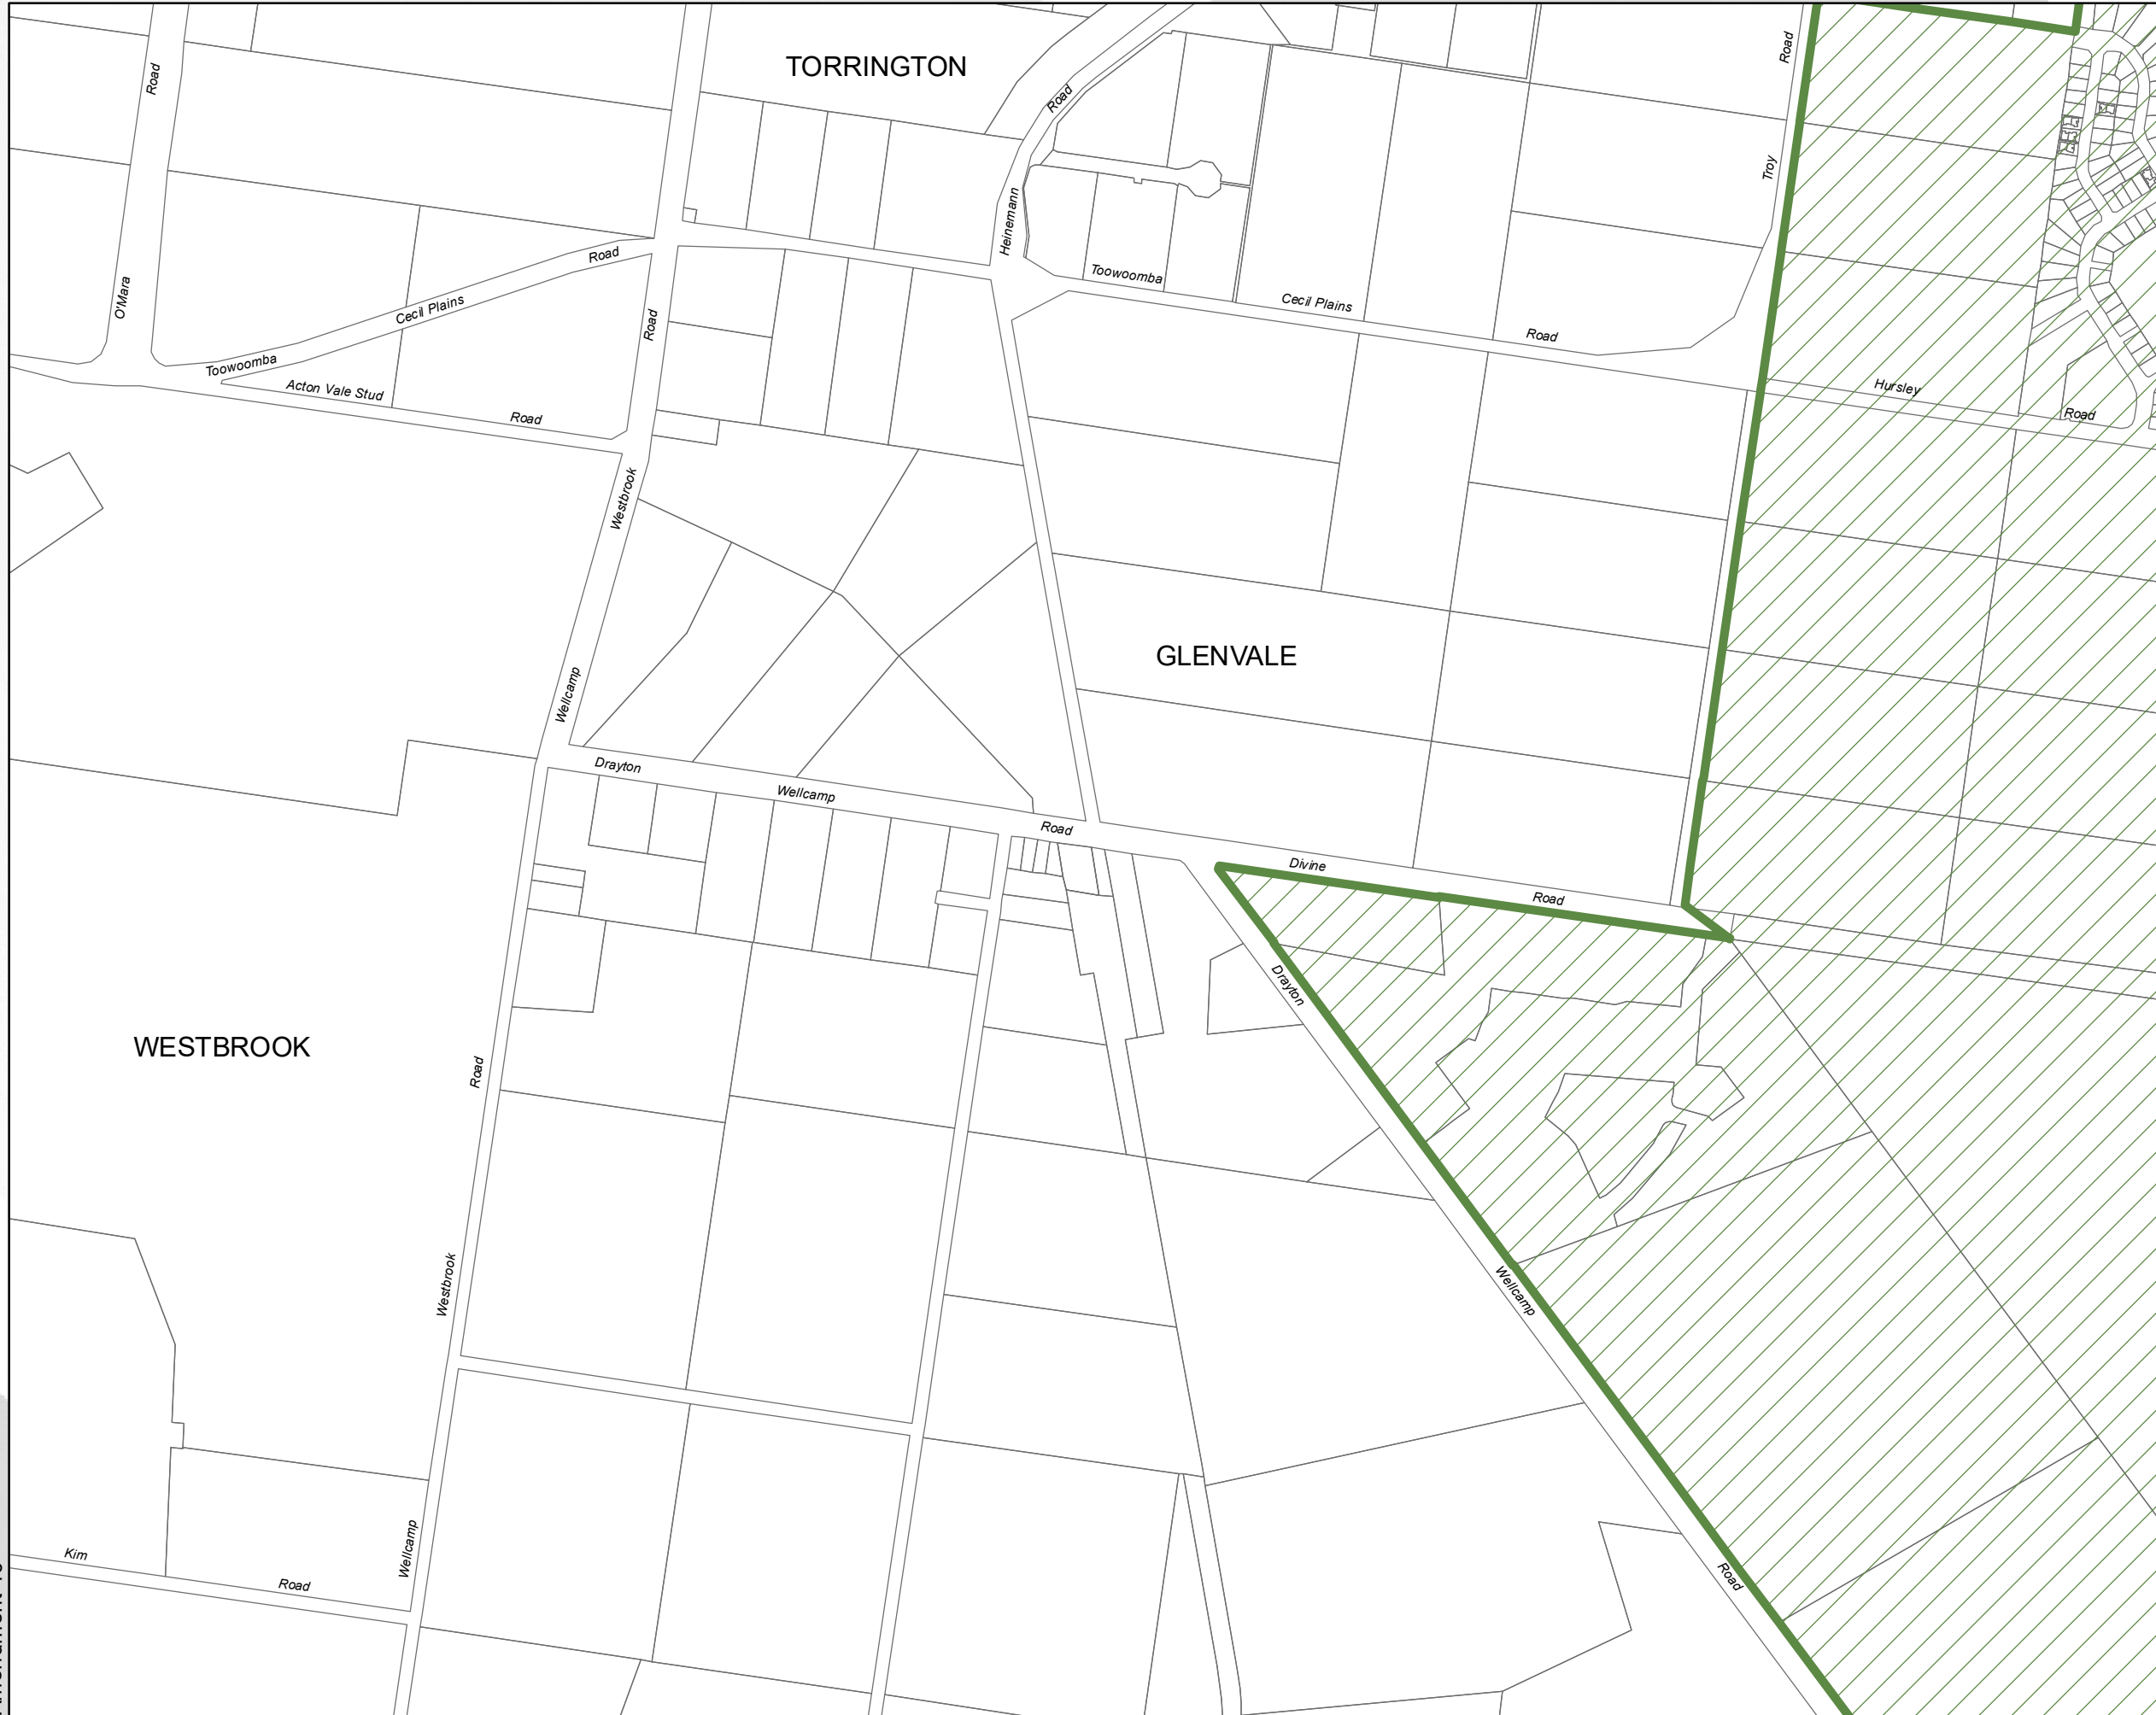 TORRINGTON
Road
Road
Road
Troy
Heinemann
O'Mara
Road
Cecil Plains
Toowoomba
Road
Toowoomba
Cecil Plains
Road
Acton Vale Stud
Road
Hursley
Road
Westbrook
GLENVALE
Wellcamp
Drayton
Wellcamp
Road
Divine
Road
Drayton
WESTBROOK
Road
Westbrook
Wellcamp
Wellcamp
Kim
Road
Road